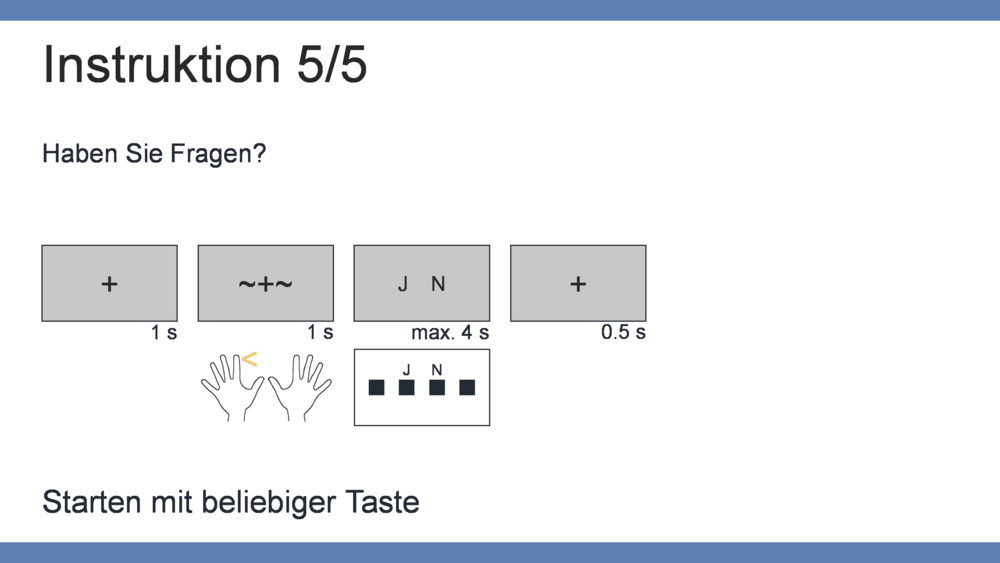 Instruktion 5/5
Haben Sie Fragen?
+ ~+~ J N +
1 s 1 s max. 4 s 0.5 s
<
J N
Starten mit beliebiger Taste